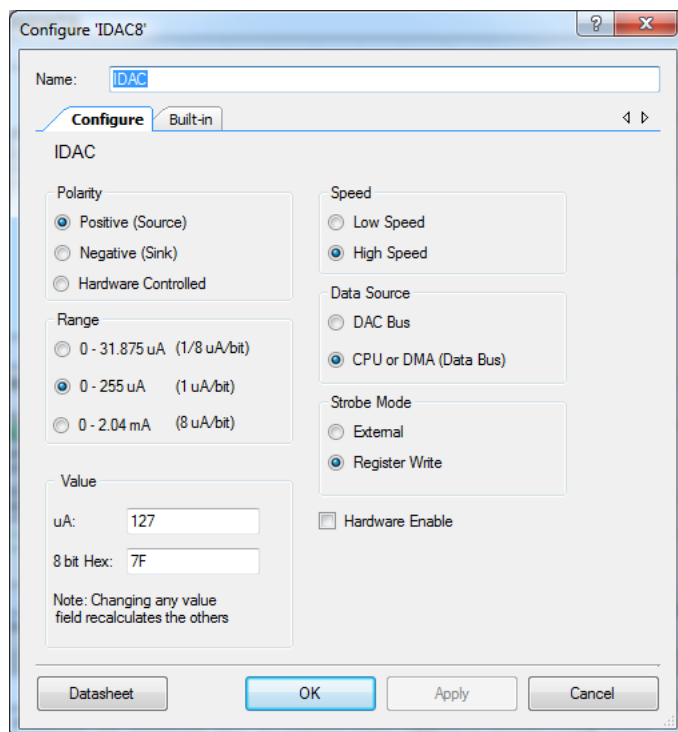 Configure 'IDAC8'
Name: IDAC
Configure Built-in
IDAC
Polarity
Positive (Source)
Negative (Sink)
Hardware Controlled
Range
0 - 31.875 uA (1/8 uA/bit)
0 - 255 uA (1 uA/bit)
0 - 2.04 mA (8 uA/bit)
Value
uA: 127
8 bit Hex: 7F
Note: Changing any value
field recalculates the others
Speed
Low Speed
High Speed
Data Source
DAC Bus
CPU or DMA (Data Bus)
Strobe Mode
External
Register Write
Hardware Enable
Datasheet OK Apply Cancel